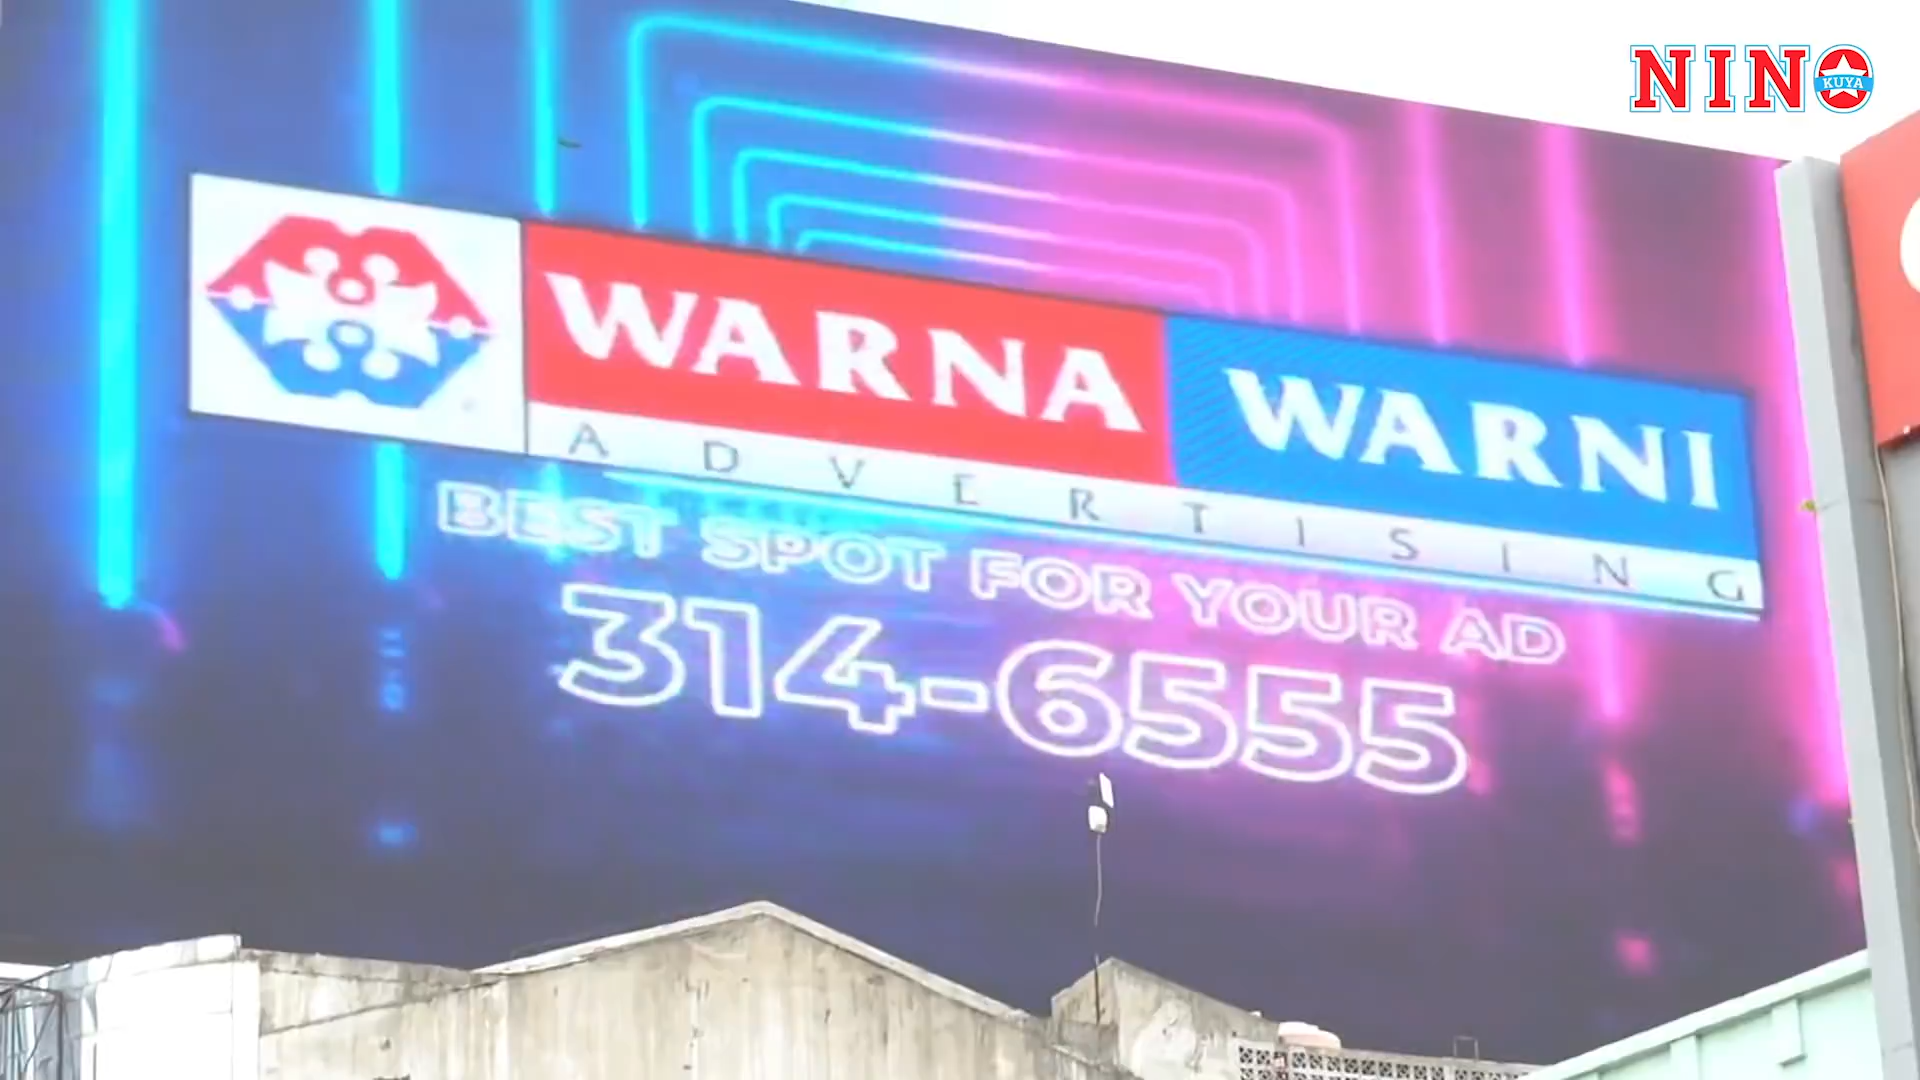 NINO
KUYA
WARNA WARNI
ADVERTISING
BEST SPOT FOR YOUR AD
314-6555